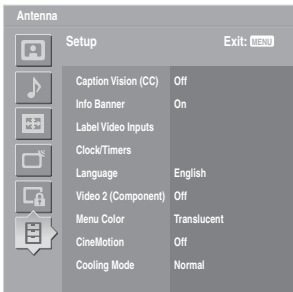 Antenna
Setup Exit: MENU
Caption Vision (CC) Off
Info Banner On
Label Video Inputs
Clock/Timers
Language English
Video 2 (Component) Off
Menu Color Translucent
CineMotion Off
Cooling Mode Normal